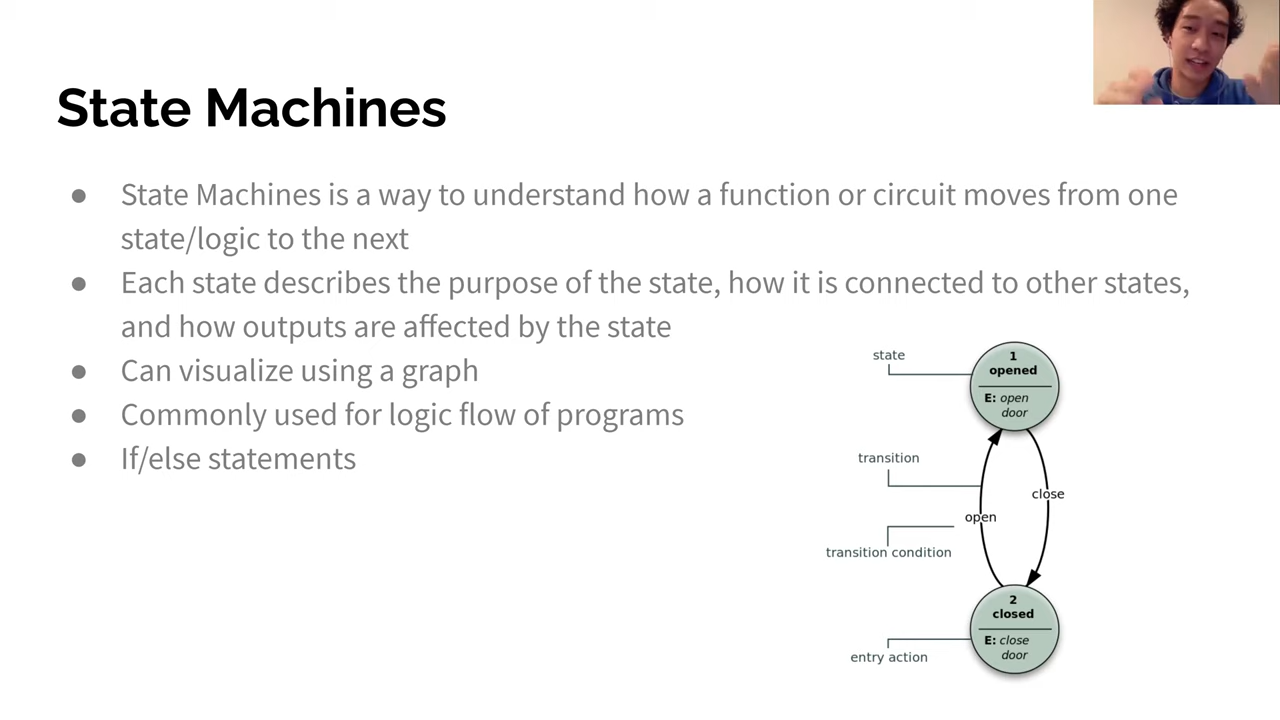 State Machines
● State Machines is a way to understand how a function or circuit moves from one
state/logic to the next
● Each state describes the purpose of the state, how it is connected to other states,
and how outputs are affected by the state
● Can visualize using a graph
● Commonly used for logic flow of programs
● If/else statements
state
1
opened
E: open
door
transition
close
open
transition condition
2
closed
E: close
door
entry action